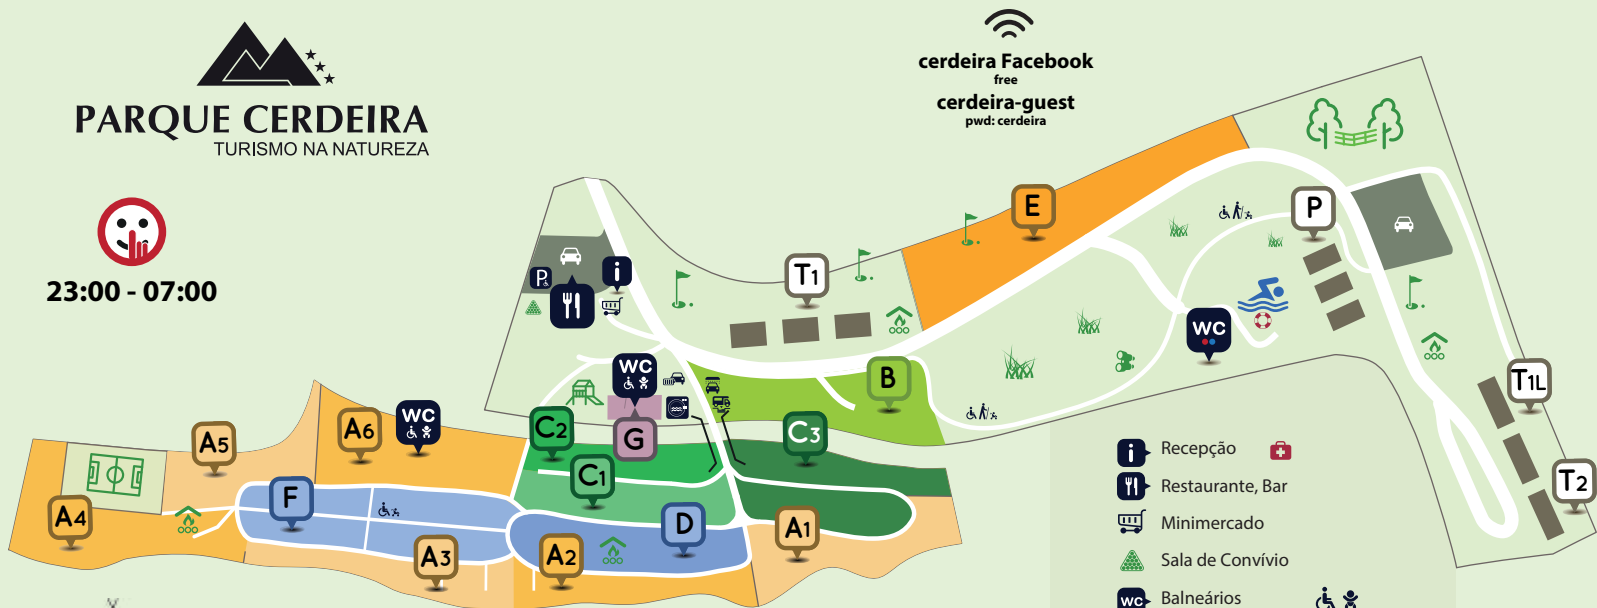 PARQUE CERDEIRA
TURISMO NA NATUREZA
23:00 - 07:00
cerdeira Facebook
free
cerdeira-guest
pwd: cerdeira
E
P
T1
P
i
WC
B
WC
T1L
T2
C2
G
C3
C1
A6
WC
A5
A4
F
D
A1
A3
A2
i Recepção
Restaurante, Bar
Minimercado
Sala de Convívio
WC Balneários